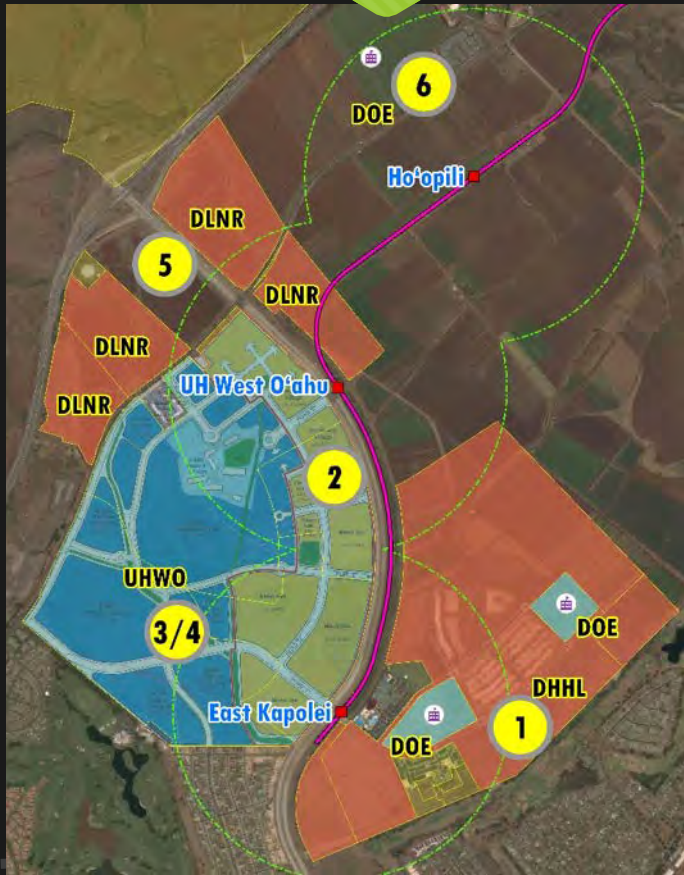 6
DOE
Ho'opili
DLNR
5
DLNR
DLNR
UH West O'ahu
DLNR
2
UHWO
3/4
DOE
DHHL
East Kapolei
1
DOE